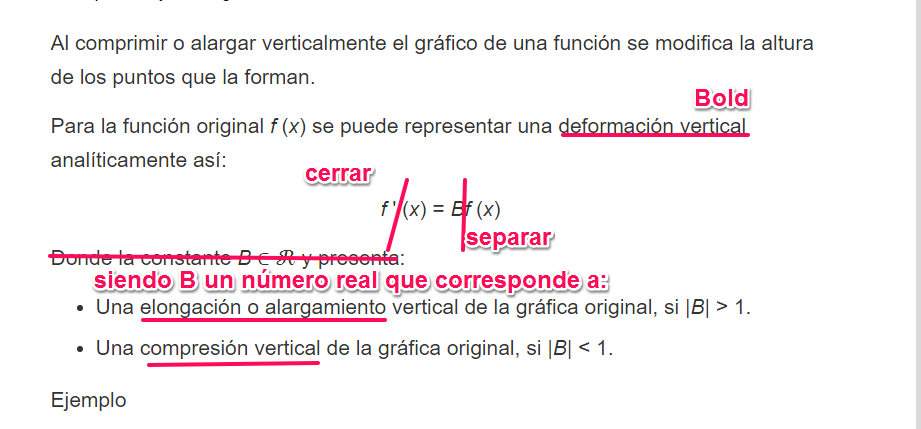 Al comprimir o alargar verticalmente el gráfico de una función se modifica la altura
de los puntos que la forman.
Bold
Para la función original f (x) se puede representar una deformación vertical
analíticamente así:
cerrar
f ' (x) = Bf (x)
separar
Donde la constante B ∈ ℜ y presenta:
siendo B un número real que corresponde a:
• Una elongación o alargamiento vertical de la gráfica original, si |B| > 1.
• Una compresión vertical de la gráfica original, si |B| < 1.
Ejemplo